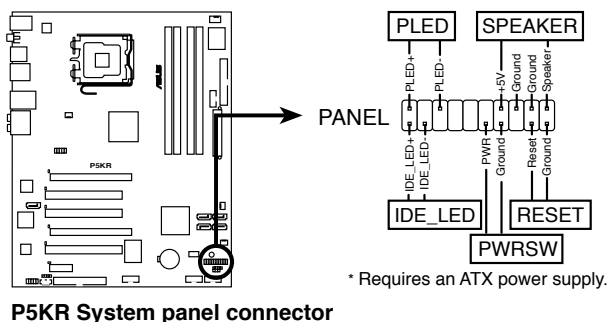 PLED
SPEAKER
PLED+
PLED-
+5V
Ground
Ground
Speaker
PANEL
IDE_LED+
IDE_LED-
PWR
Ground
Reset
Ground
IDE_LED
RESET
PWRSW
* Requires an ATX power supply.
ASUS
P5KR
P5KR System panel connector